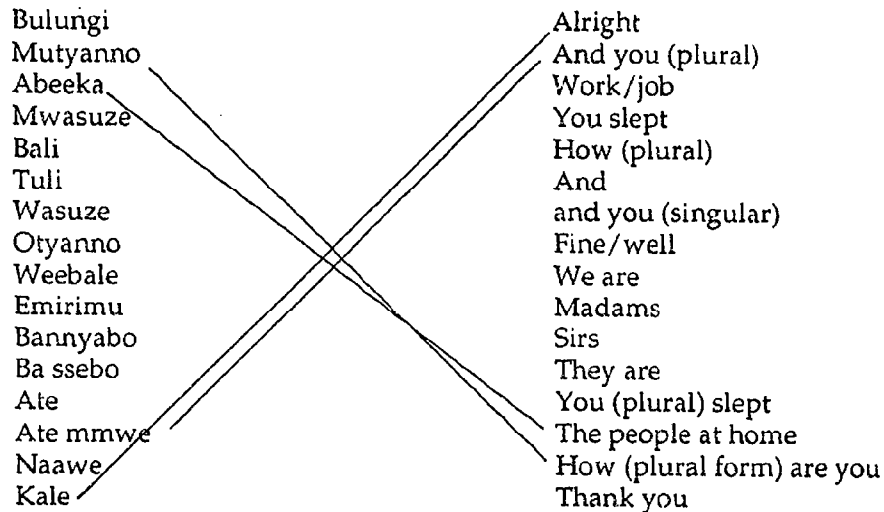 Bulungi Alright
Mutyanno And you (plural)
Abeeka Work/job
Mwasuze You slept
Bali How (plural)
Tuli And
Wasuze and you (singular)
Otyanno Fine/well
Weebale We are
Emirimu Madams
Bannyabo Sirs
Ba ssebo They are
Ate You (plural) slept
Ate mmwe The people at home
Naawe How (plural form) are you
Kale Thank you